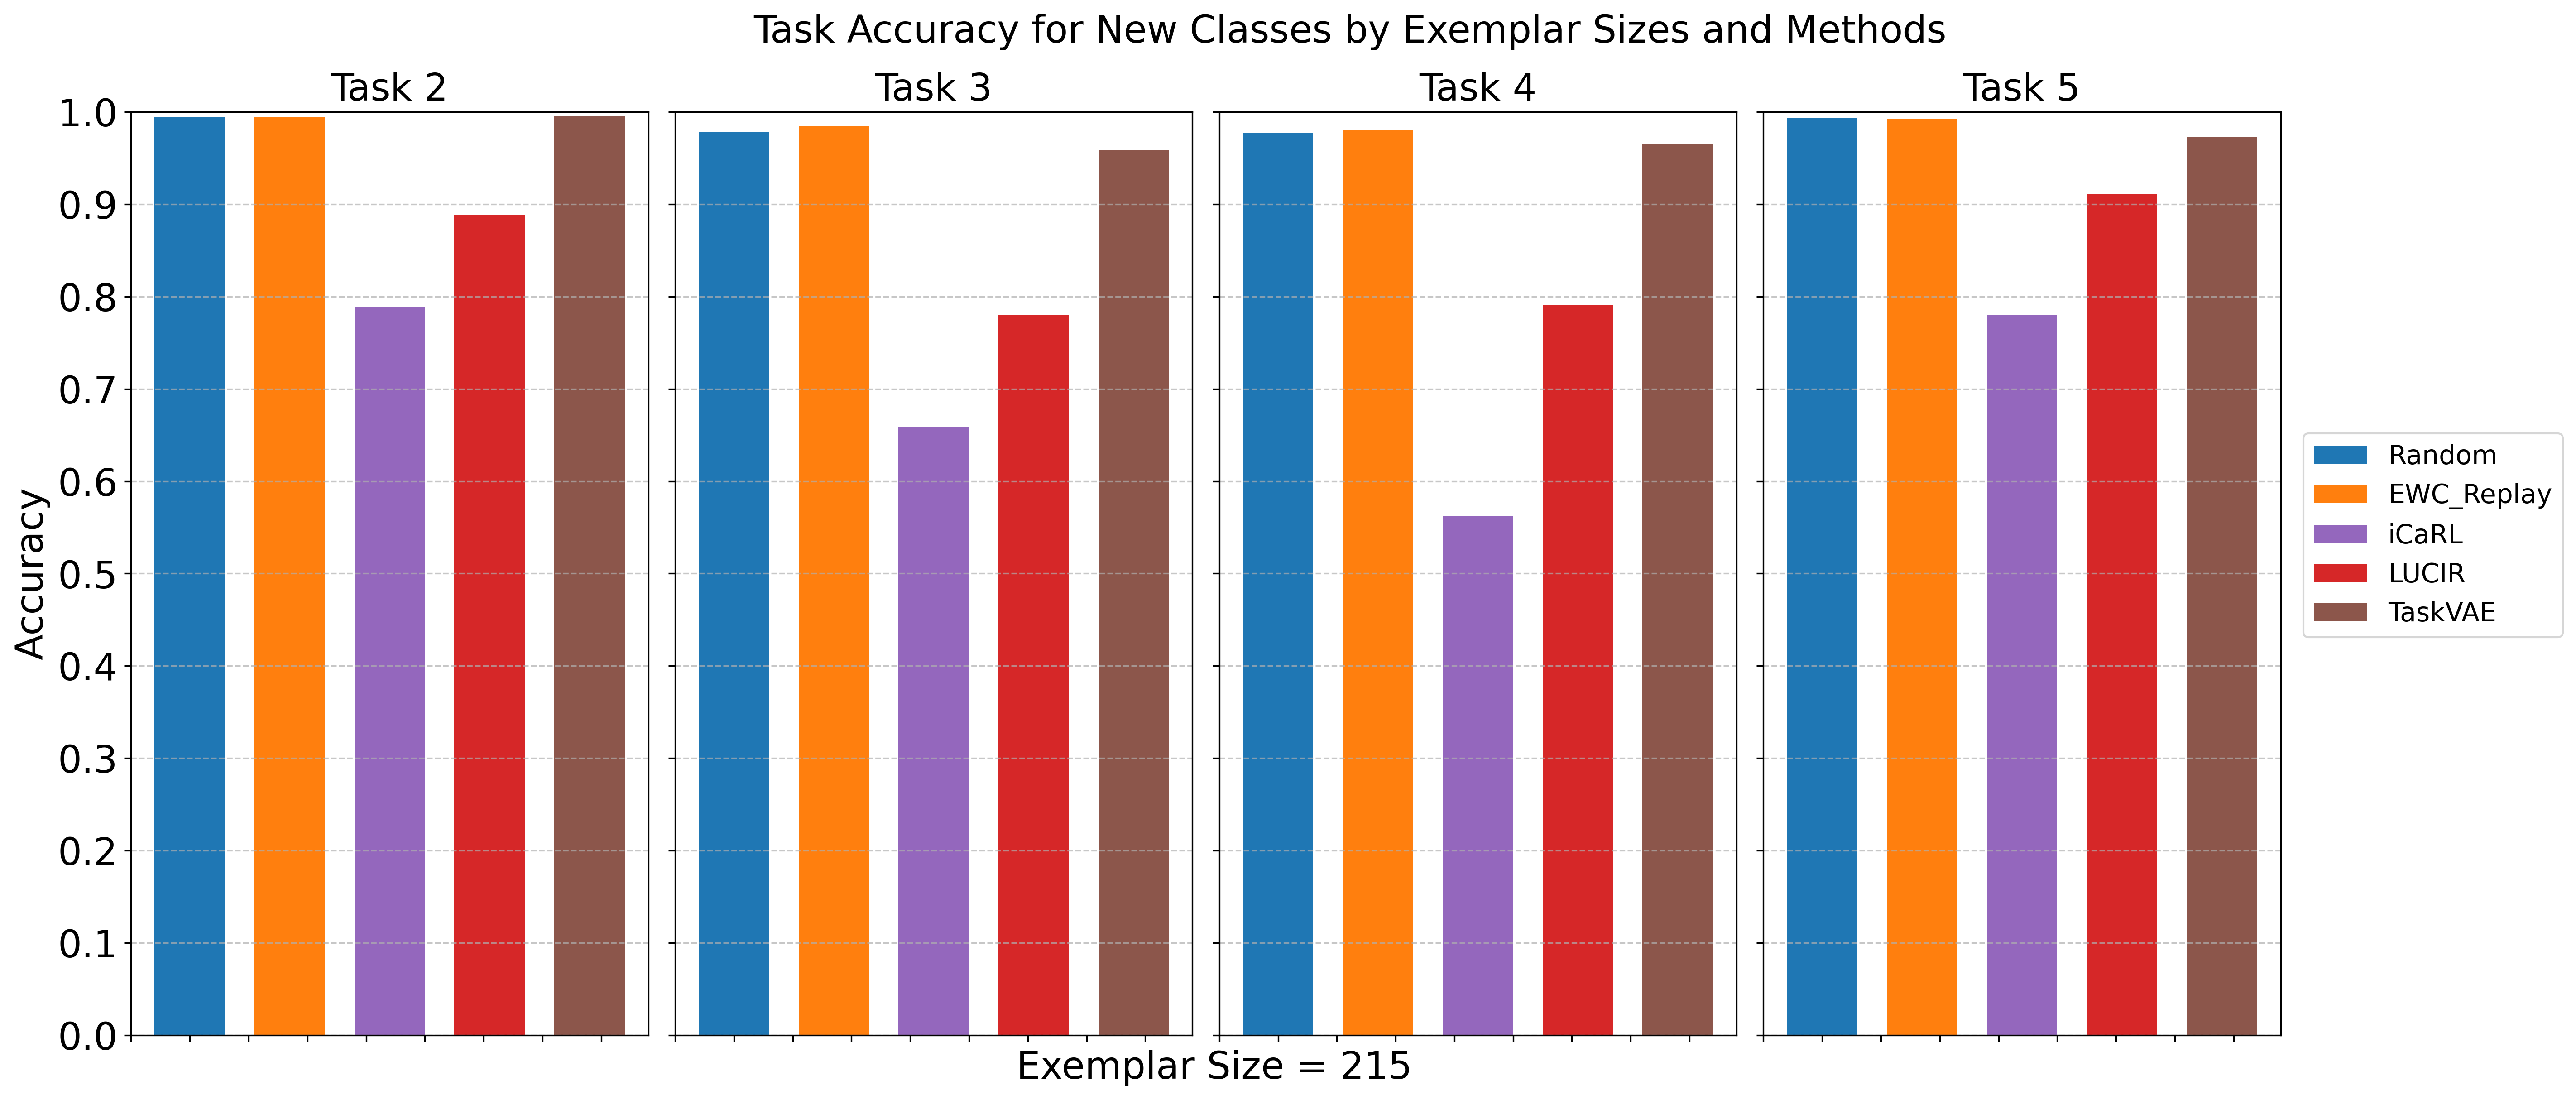 Task Accuracy for New Classes by Exemplar Sizes and Methods
Task 2
Task 3
Task 4
Task 5
1.0
0.9
0.8
0.7
0.6
0.5
0.4
0.3
0.2
0.1
0.0
Accuracy
Exemplar Size = 215
Random
EWC_Replay
iCaRL
LUCIR
TaskVAE